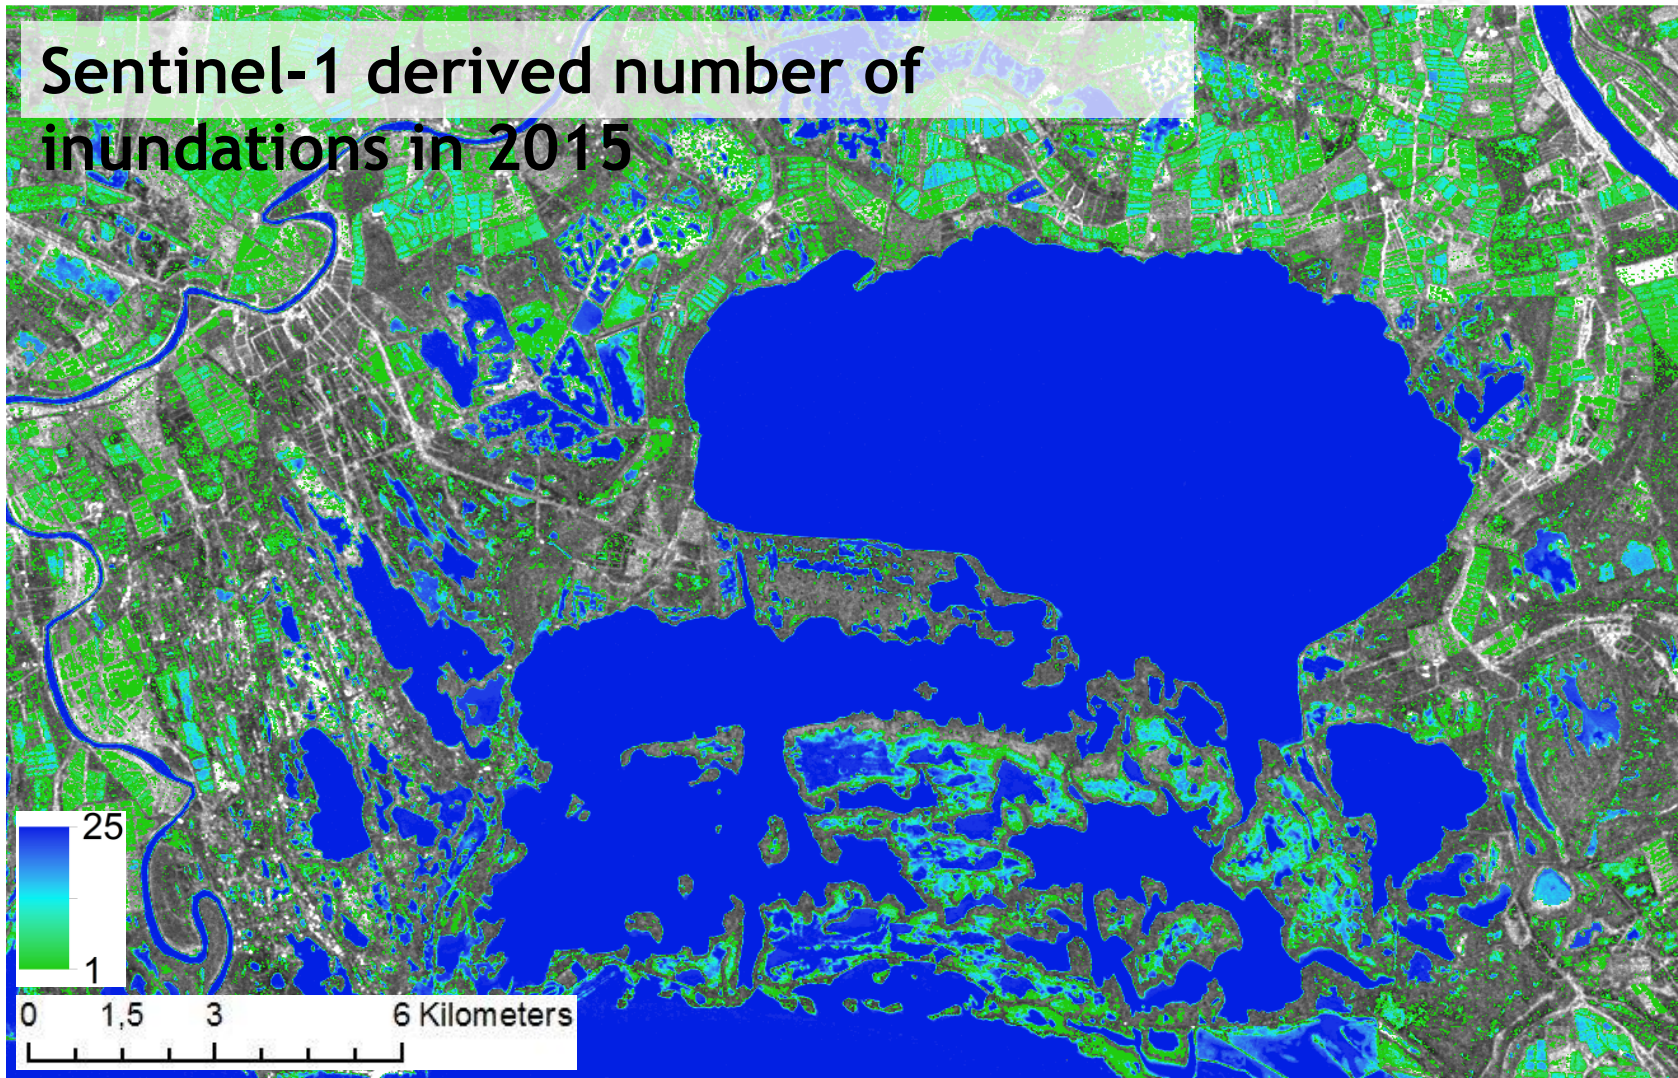 Sentinel-1 derived number of
inundations in 2015
25
1
0 1,5 3 6 Kilometers